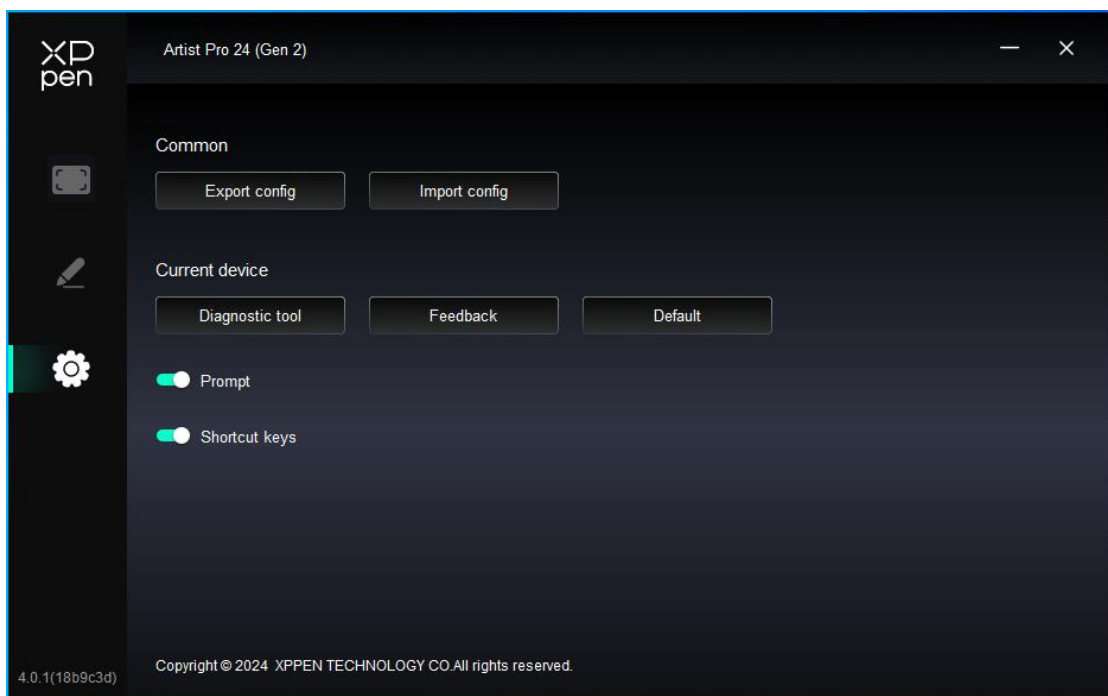 XP
pen
Artist Pro 24 (Gen 2)
Common
Export config
Import config
Current device
Diagnostic tool
Feedback
Default
Prompt
Shortcut keys
4.0.1(18b9c3d)
Copyright © 2024 XPPEN TECHNOLOGY CO.All rights reserved.